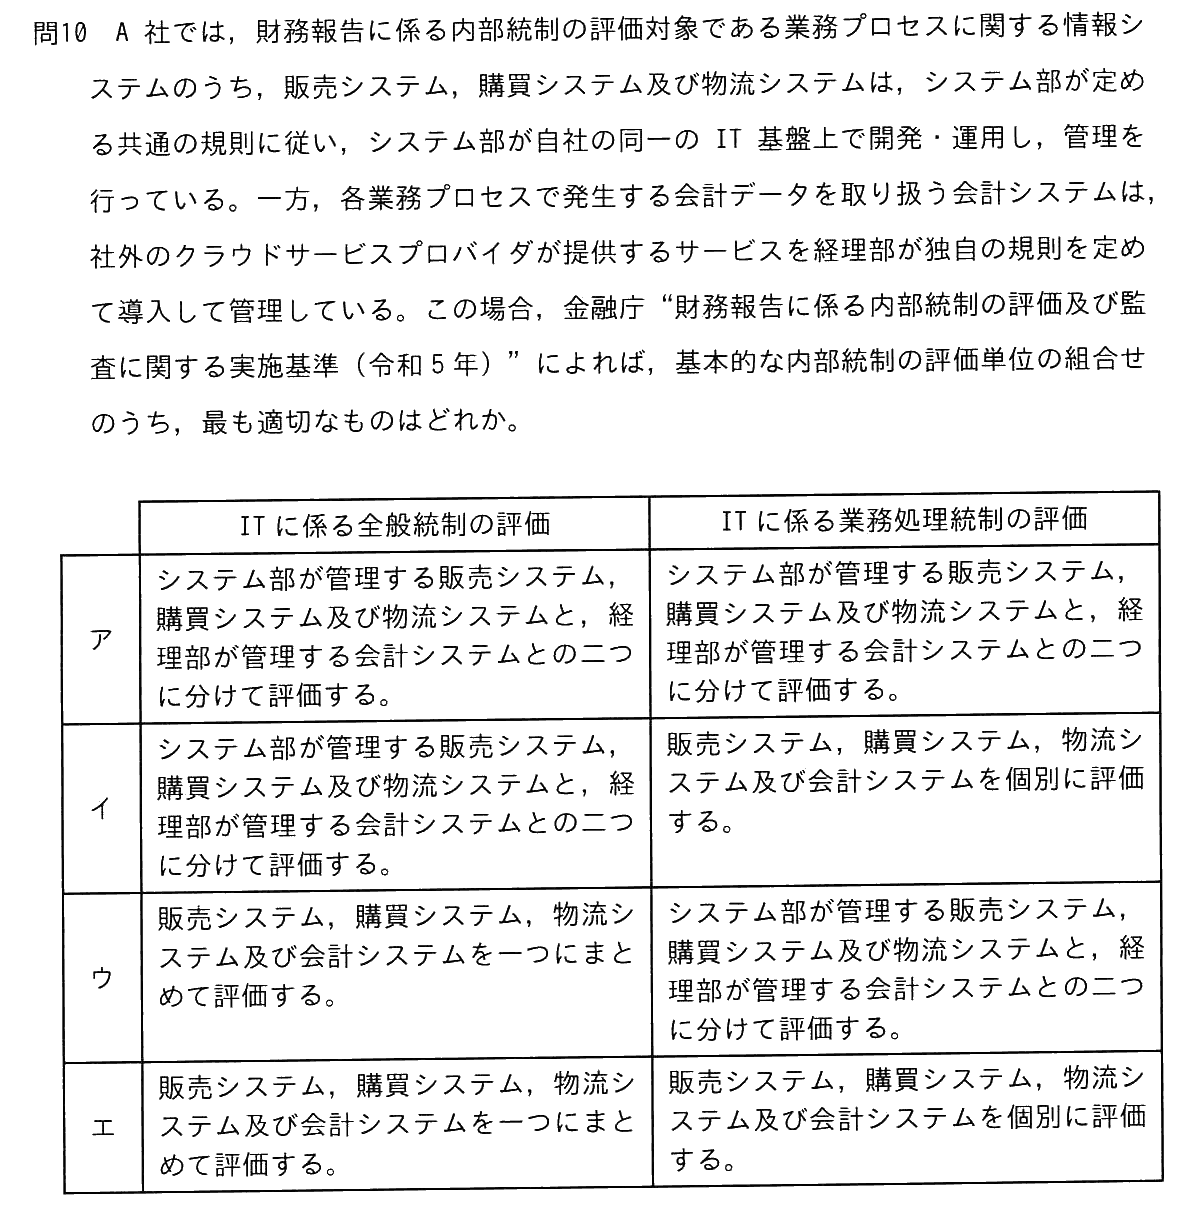 問10 A 社では，財務報告に係る内部統制の評価対象である業務プロセスに関する情報シ
ステムのうち，販売システム，購買システム及び物流システムは，システム部が定め
る共通の規則に従い，システム部が自社の同一の IT 基盤上で開発・運用し，管理を
行っている。一方，各業務プロセスで発生する会計データを取り扱う会計システムは，
社外のクラウドサービスプロバイダが提供するサービスを経理部が独自の規則を定め
て導入して管理している。この場合，金融庁“財務報告に係る内部統制の評価及び監
査に関する実施基準（令和５年）”によれば，基本的な内部統制の評価単位の組合せ
のうち，最も適切なものはどれか。
IT に係る全般統制の評価
IT に係る業務処理統制の評価
ア
システム部が管理する販売システム，
購買システム及び物流システムと，経
理部が管理する会計システムとの二つ
に分けて評価する。
システム部が管理する販売システム，
購買システム及び物流システムと，経
理部が管理する会計システムとの二つ
に分けて評価する。
イ
システム部が管理する販売システム，
購買システム及び物流システムと，経
理部が管理する会計システムとの二つ
に分けて評価する。
販売システム，購買システム，物流シ
ステム及び会計システムを個別に評価
する。
ウ
販売システム，購買システム，物流シ
ステム及び会計システムを一つにまと
めて評価する。
システム部が管理する販売システム，
購買システム及び物流システムと，経
理部が管理する会計システムとの二つ
に分けて評価する。
エ
販売システム，購買システム，物流シ
ステム及び会計システムを一つにまと
めて評価する。
販売システム，購買システム，物流シ
ステム及び会計システムを個別に評価
する。